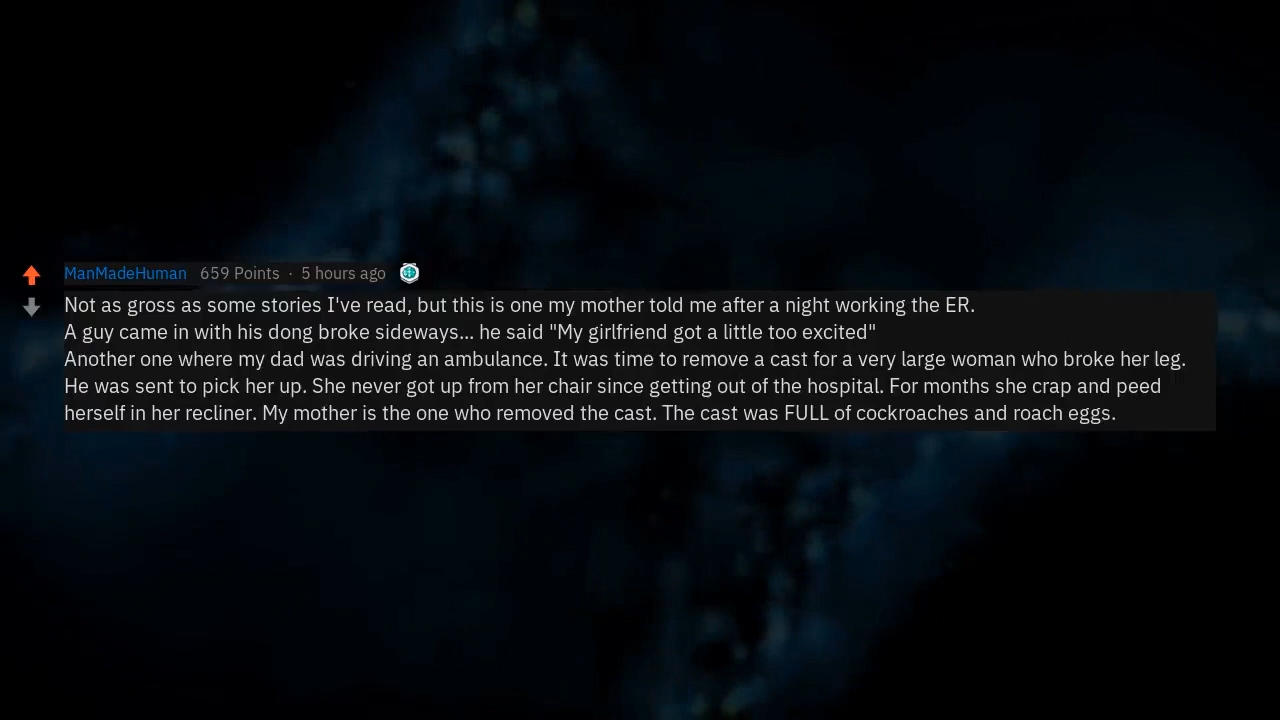 ManMadeHuman 659 Points · 5 hours ago
Not as gross as some stories I've read, but this is one my mother told me after a night working the ER.
A guy came in with his dong broke sideways... he said "My girlfriend got a little too excited"
Another one where my dad was driving an ambulance. It was time to remove a cast for a very large woman who broke her leg.
He was sent to pick her up. She never got up from her chair since getting out of the hospital. For months she crap and peed
herself in her recliner. My mother is the one who removed the cast. The cast was FULL of cockroaches and roach eggs.